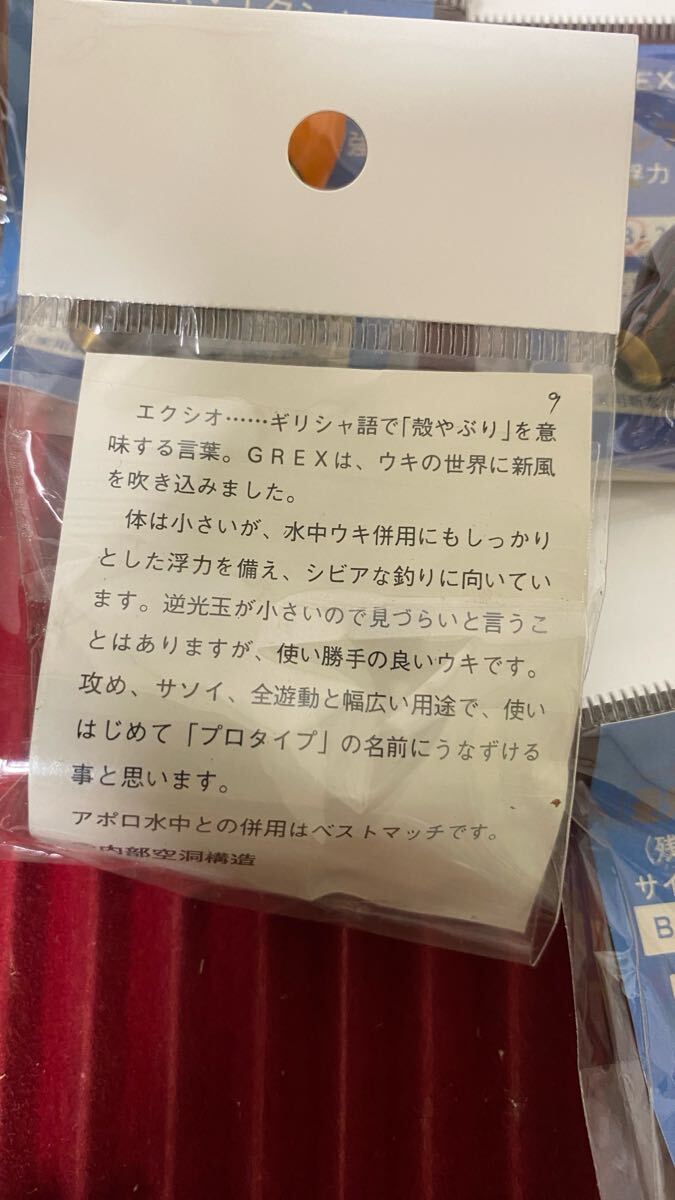 強
EX
浮力
9
エクシオ……ギリシャ語で「殻やぶり」を意
味する言葉。GREXは、ウキの世界に新風
を吹き込みました。
体は小さいが、水中ウキ併用にもしっかり
とした浮力を備え、シビアな釣りに向いてい
ます。逆光玉が小さいので見づらいと言うこ
とはありますが、使い勝手の良いウキです。
攻め、サソイ、全遊動と幅広い用途で、使い
はじめて「プロタイプ」の名前にうなずける
事と思います。
アポロ水中との併用はベストマッチです。
内部空洞構造
(残
サイ
B